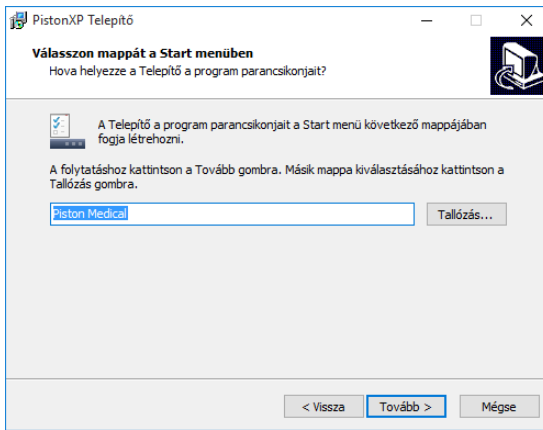 PistonXP Telepítő
Válasszon mappát a Start menüben
Hova helyezze a Telepítő a program parancsikonjait?
A Telepítő a program parancsikonjait a Start menü következő mappájában
fogja létrehozni.
A folytatáshoz kattintson a Tovább gombra. Másik mappa kiválasztásához kattintson a
Tallózás gombra.
Piston Medical
Tallózás...
< Vissza
Tovább >
Mégse